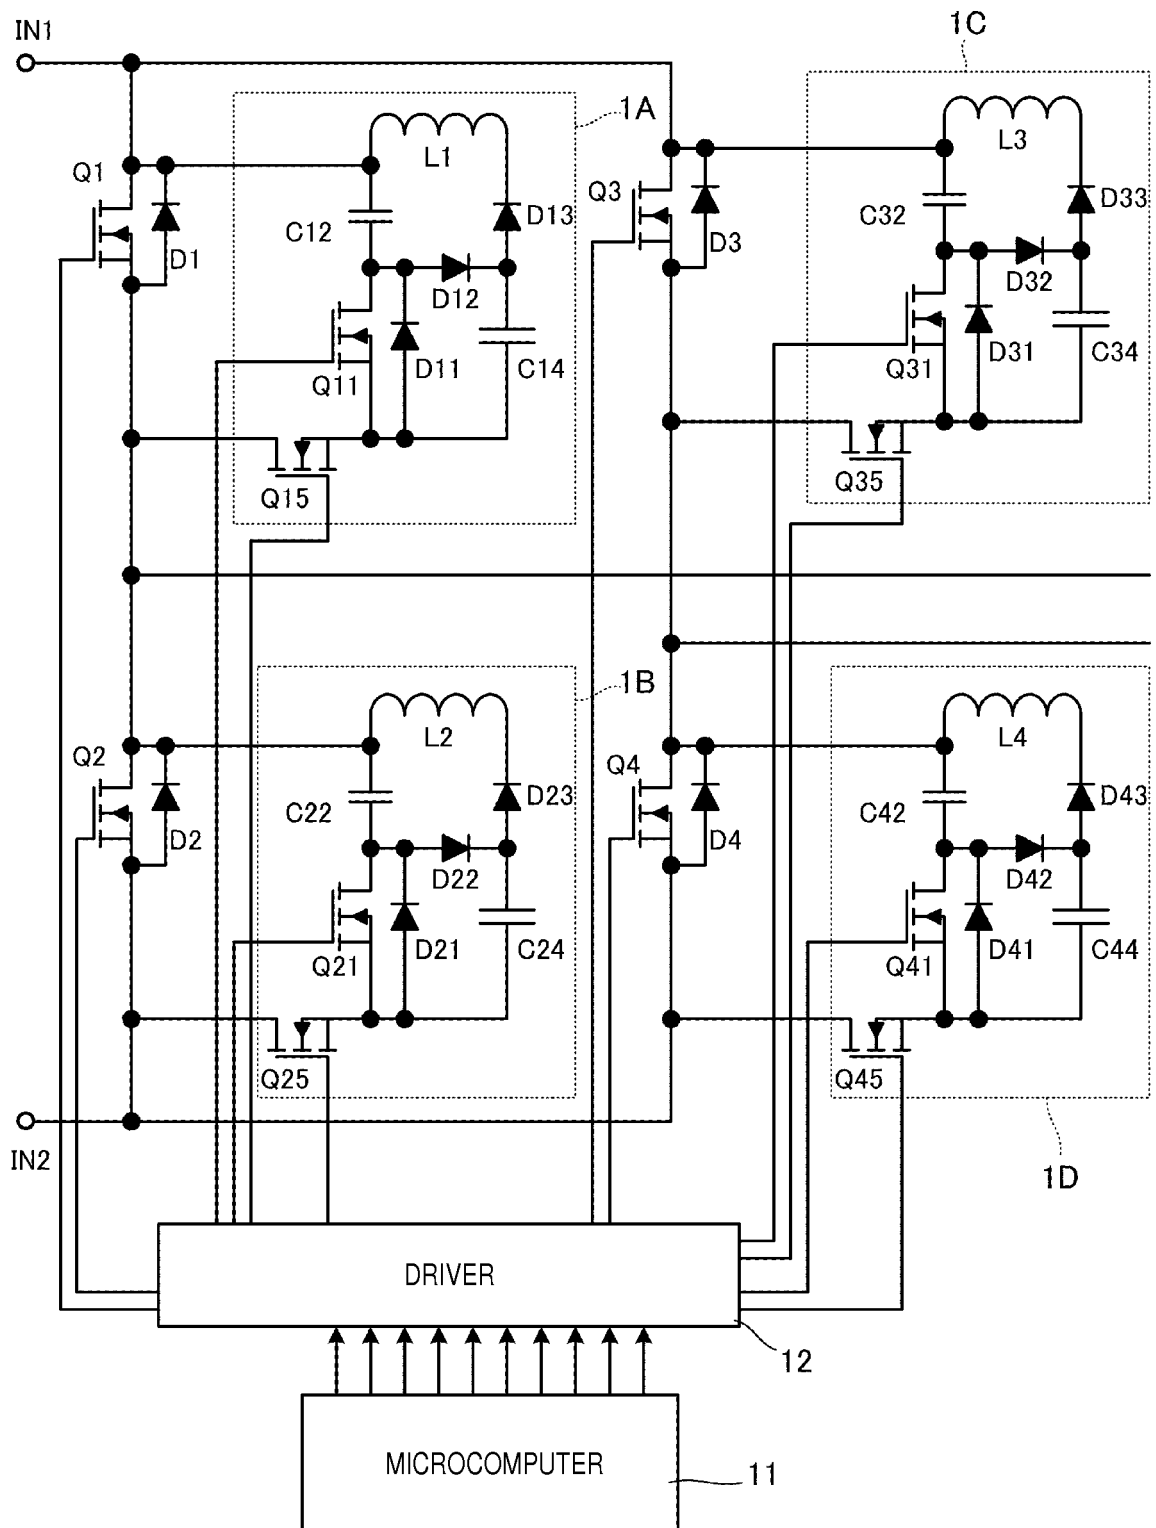 IN1
1C
1A
L1
L3
Q1
D1
C12
D13
Q3
D3
C32
D33
D12
D32
Q11
D11
C14
Q31
D31
C34
Q15
Q35
1B
L2
L4
Q2
D2
C22
D23
Q4
D4
C42
D43
D22
D42
Q21
D21
C24
Q41
D41
C44
Q25
Q45
IN2
1D
DRIVER
12
MICROCOMPUTER
11